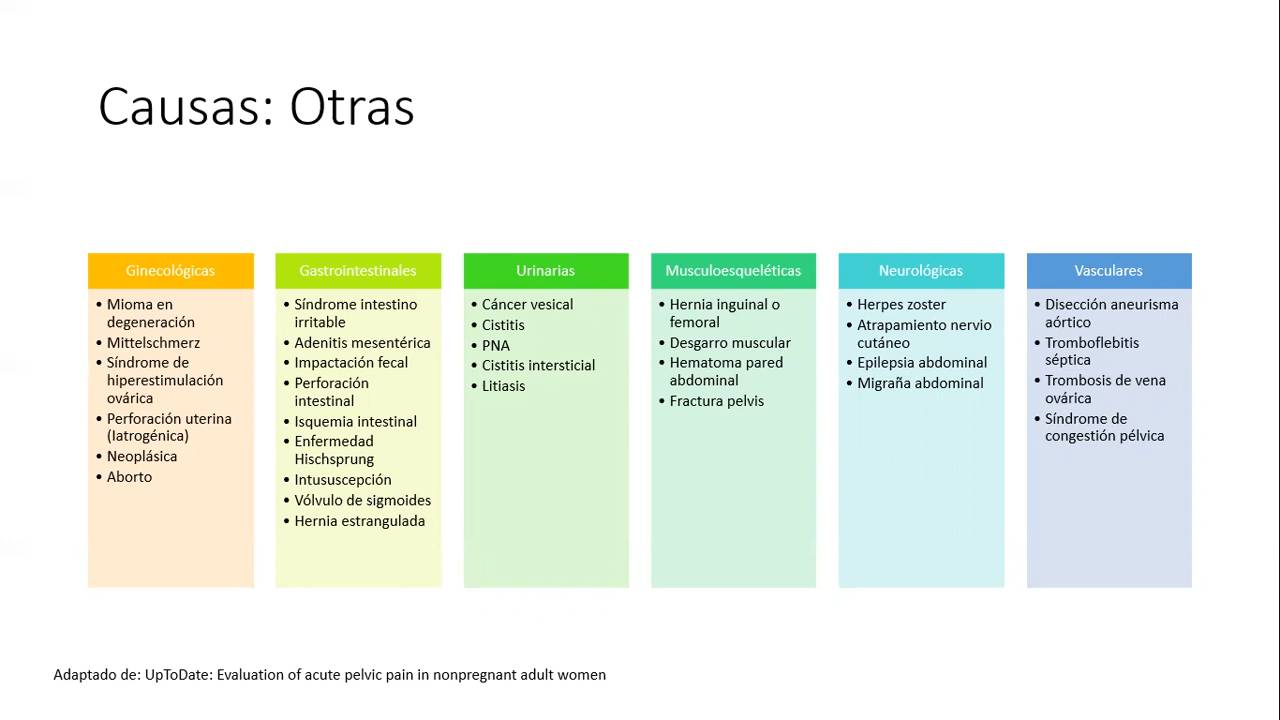 Causas: Otras
Ginecológicas
• Mioma en
degeneración
• Mittelschmerz
• Síndrome de
hiperestimulación
ovárica
• Perforación uterina
(Iatrogénica)
• Neoplásica
• Aborto
Gastrointestinales
• Síndrome intestino
irritable
• Adenitis mesentérica
• Impactación fecal
• Perforación
intestinal
• Isquemia intestinal
• Enfermedad
Hischsprung
• Intususcepción
• Vólvulo de sigmoides
• Hernia estrangulada
Urinarias
• Cáncer vesical
• Cistitis
• PNA
• Cistitis intersticial
• Litiasis
Musculoesqueléticas
• Hernia inguinal o
femoral
• Desgarro muscular
• Hematoma pared
abdominal
• Fractura pelvis
Neurológicas
• Herpes zoster
• Atrapamiento nervio
cutáneo
• Epilepsia abdominal
• Migraña abdominal
Vasculares
• Disección aneurisma
aórtico
• Tromboflebitis
séptica
• Trombosis de vena
ovárica
• Síndrome de
congestión pélvica
Adaptado de: UpToDate: Evaluation of acute pelvic pain in nonpregnant adult women